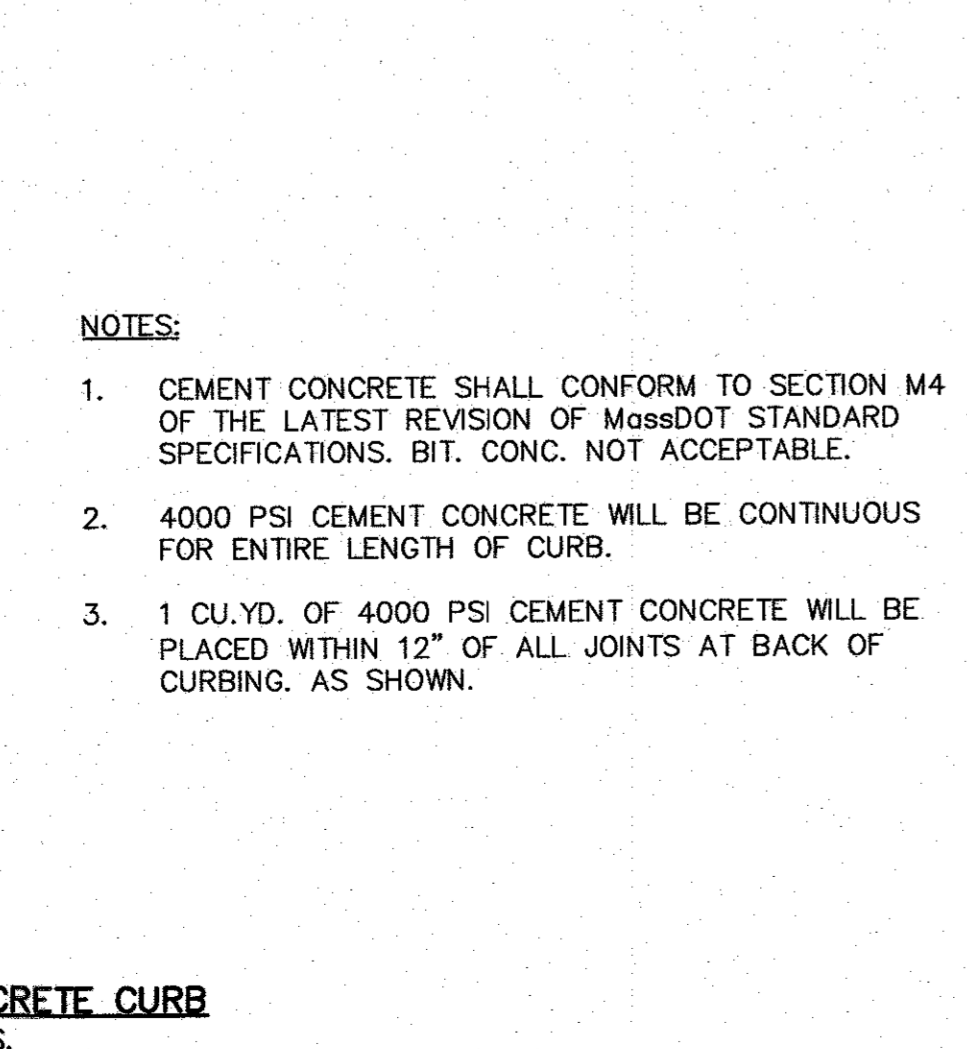 NOTES:
1. CEMENT CONCRETE SHALL CONFORM TO SECTION M4
OF THE LATEST REVISION OF MassDOT STANDARD
SPECIFICATIONS. BIT. CONC. NOT ACCEPTABLE.
2. 4000 PSI CEMENT CONCRETE WILL BE CONTINUOUS
FOR ENTIRE LENGTH OF CURB.
3. 1 CU.YD. OF 4000 PSI CEMENT CONCRETE WILL BE
PLACED WITHIN 12" OF ALL JOINTS AT BACK OF
CURBING. AS SHOWN.
CRETE CURB
S.